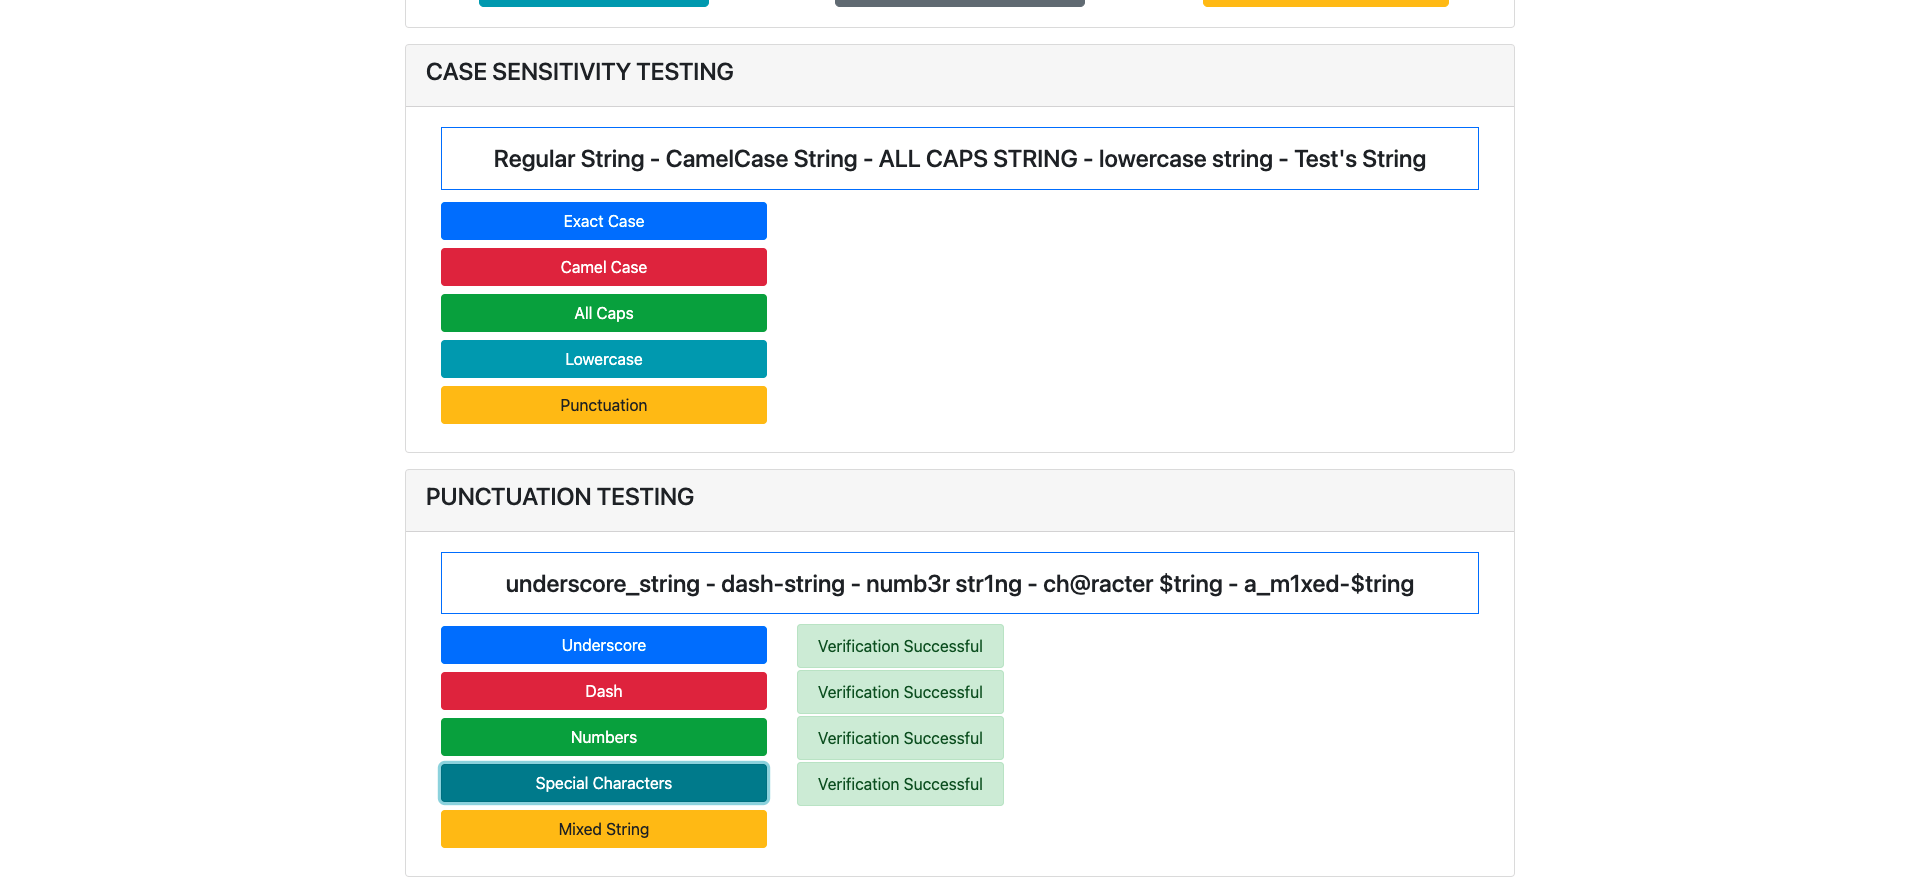 CASE SENSITIVITY TESTING
Regular String - CamelCase String - ALL CAPS STRING - lowercase string - Test's String
Exact Case
Camel Case
All Caps
Lowercase
Punctuation
PUNCTUATION TESTING
underscore_string - dash-string - numb3r str1ng - ch@racter $tring - a_m1xed-$tring
Underscore Verification Successful
Dash Verification Successful
Numbers Verification Successful
Special Characters Verification Successful
Mixed String